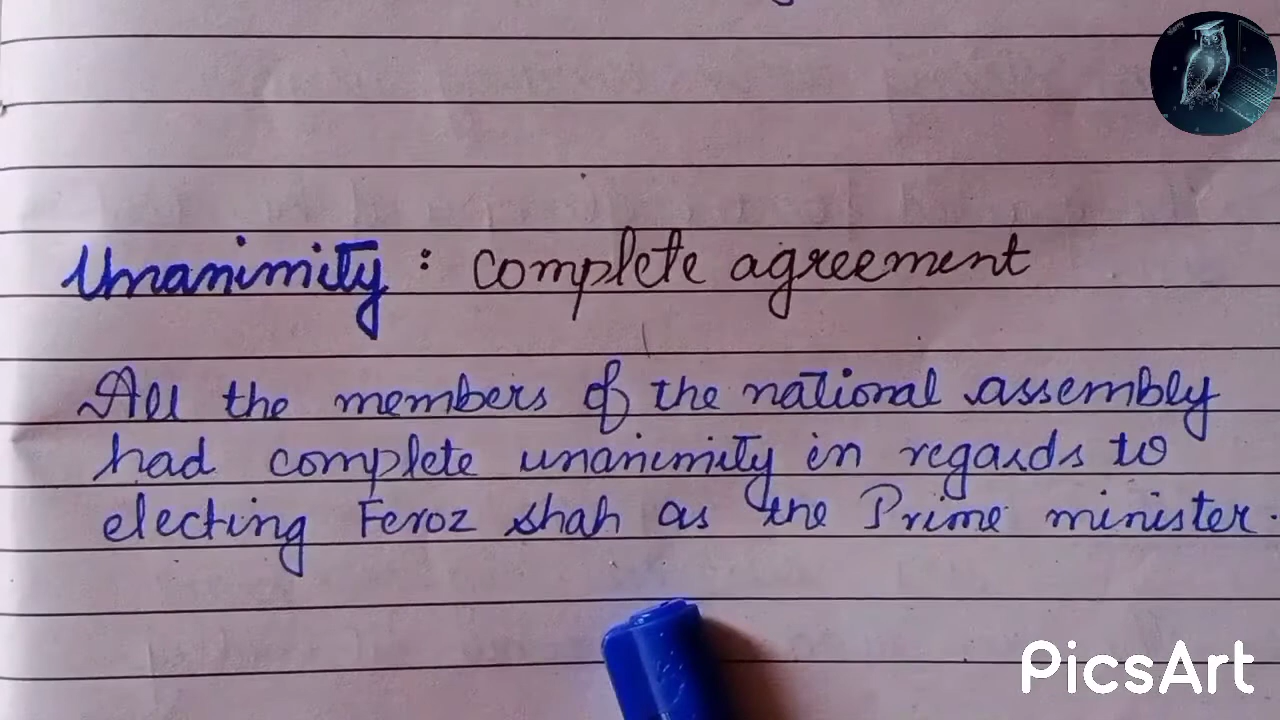 Unanimity : complete agreement
All the members of the national assembly
had complete unanimity in regards to
electing Feroz shah as the Prime minister.
PicsArt